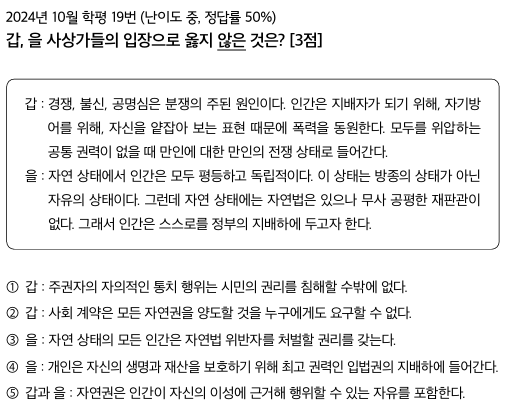 2024년 10월 학평 19번 (난이도 중, 정답률 50%)
갑, 을 사상가들의 입장으로 옳지 않은 것은? [3점]
갑 : 경쟁, 불신, 공명심은 분쟁의 주된 원인이다. 인간은 지배자가 되기 위해, 자기방
어를 위해, 자신을 얕잡아 보는 표현 때문에 폭력을 동원한다. 모두를 위압하는
공통 권력이 없을 때 만인에 대한 만인의 전쟁 상태로 들어간다.
을 : 자연 상태에서 인간은 모두 평등하고 독립적이다. 이 상태는 방종의 상태가 아닌
자유의 상태이다. 그런데 자연 상태에는 자연법은 있으나 무사 공평한 재판관이
없다. 그래서 인간은 스스로를 정부의 지배하에 두고자 한다.
① 갑 : 주권자의 자의적인 통치 행위는 시민의 권리를 침해할 수밖에 없다.
② 갑 : 사회 계약은 모든 자연권을 양도할 것을 누구에게도 요구할 수 없다.
③ 을 : 자연 상태의 모든 인간은 자연법 위반자를 처벌할 권리를 갖는다.
④ 을 : 개인은 자신의 생명과 재산을 보호하기 위해 최고 권력인 입법권의 지배하에 들어간다.
⑤ 갑과 을 : 자연권은 인간이 자신의 이성에 근거해 행위할 수 있는 자유를 포함한다.